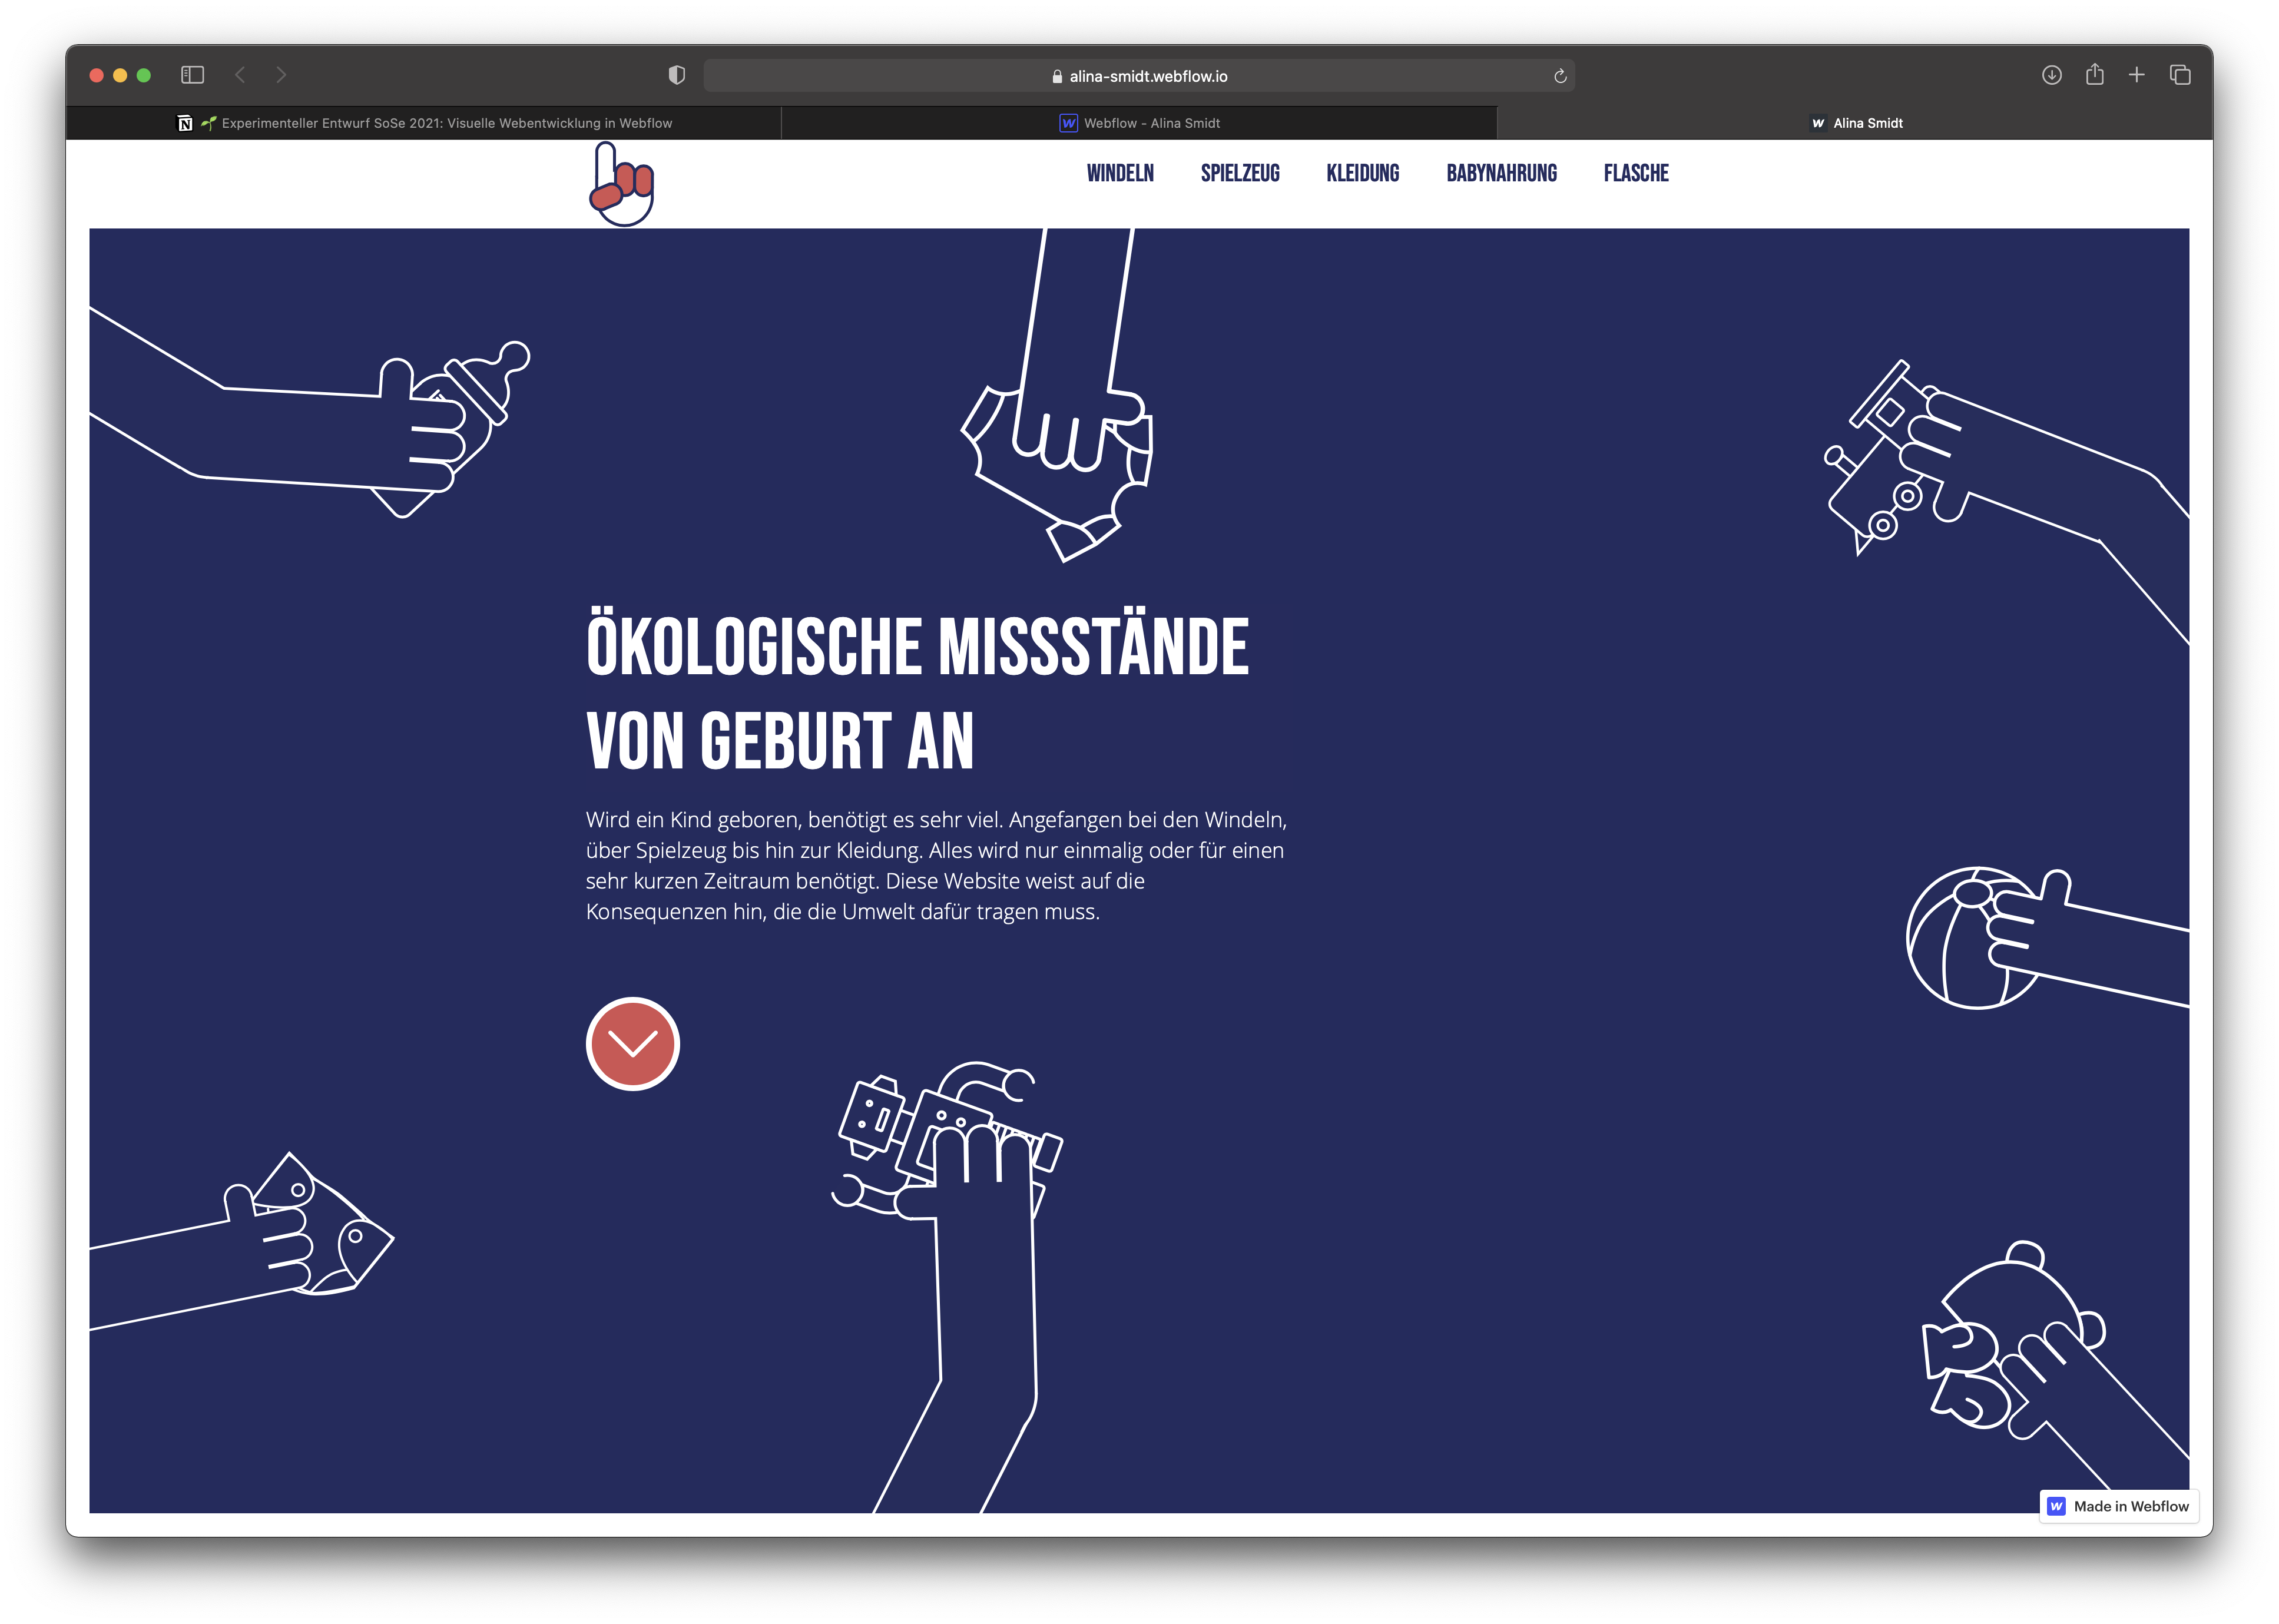 alina-smidt.webflow.io
Experimenteller Entwurf SoSe 2021: Visuelle Webentwicklung in Webflow
Webflow - Alina Smidt
Alina Smidt
WINDELN
SPIELZEUG
KLEIDUNG
BABYNAHRUNG
FLASCHE
ÖKOLOGISCHE MISSSTÄNDE
VON GEBURT AN
Wird ein Kind geboren, benötigt es sehr viel. Angefangen bei den Windeln,
über Spielzeug bis hin zur Kleidung. Alles wird nur einmalig oder für einen
sehr kurzen Zeitraum benötigt. Diese Website weist auf die
Konsequenzen hin, die die Umwelt dafür tragen muss.
Made in Webflow